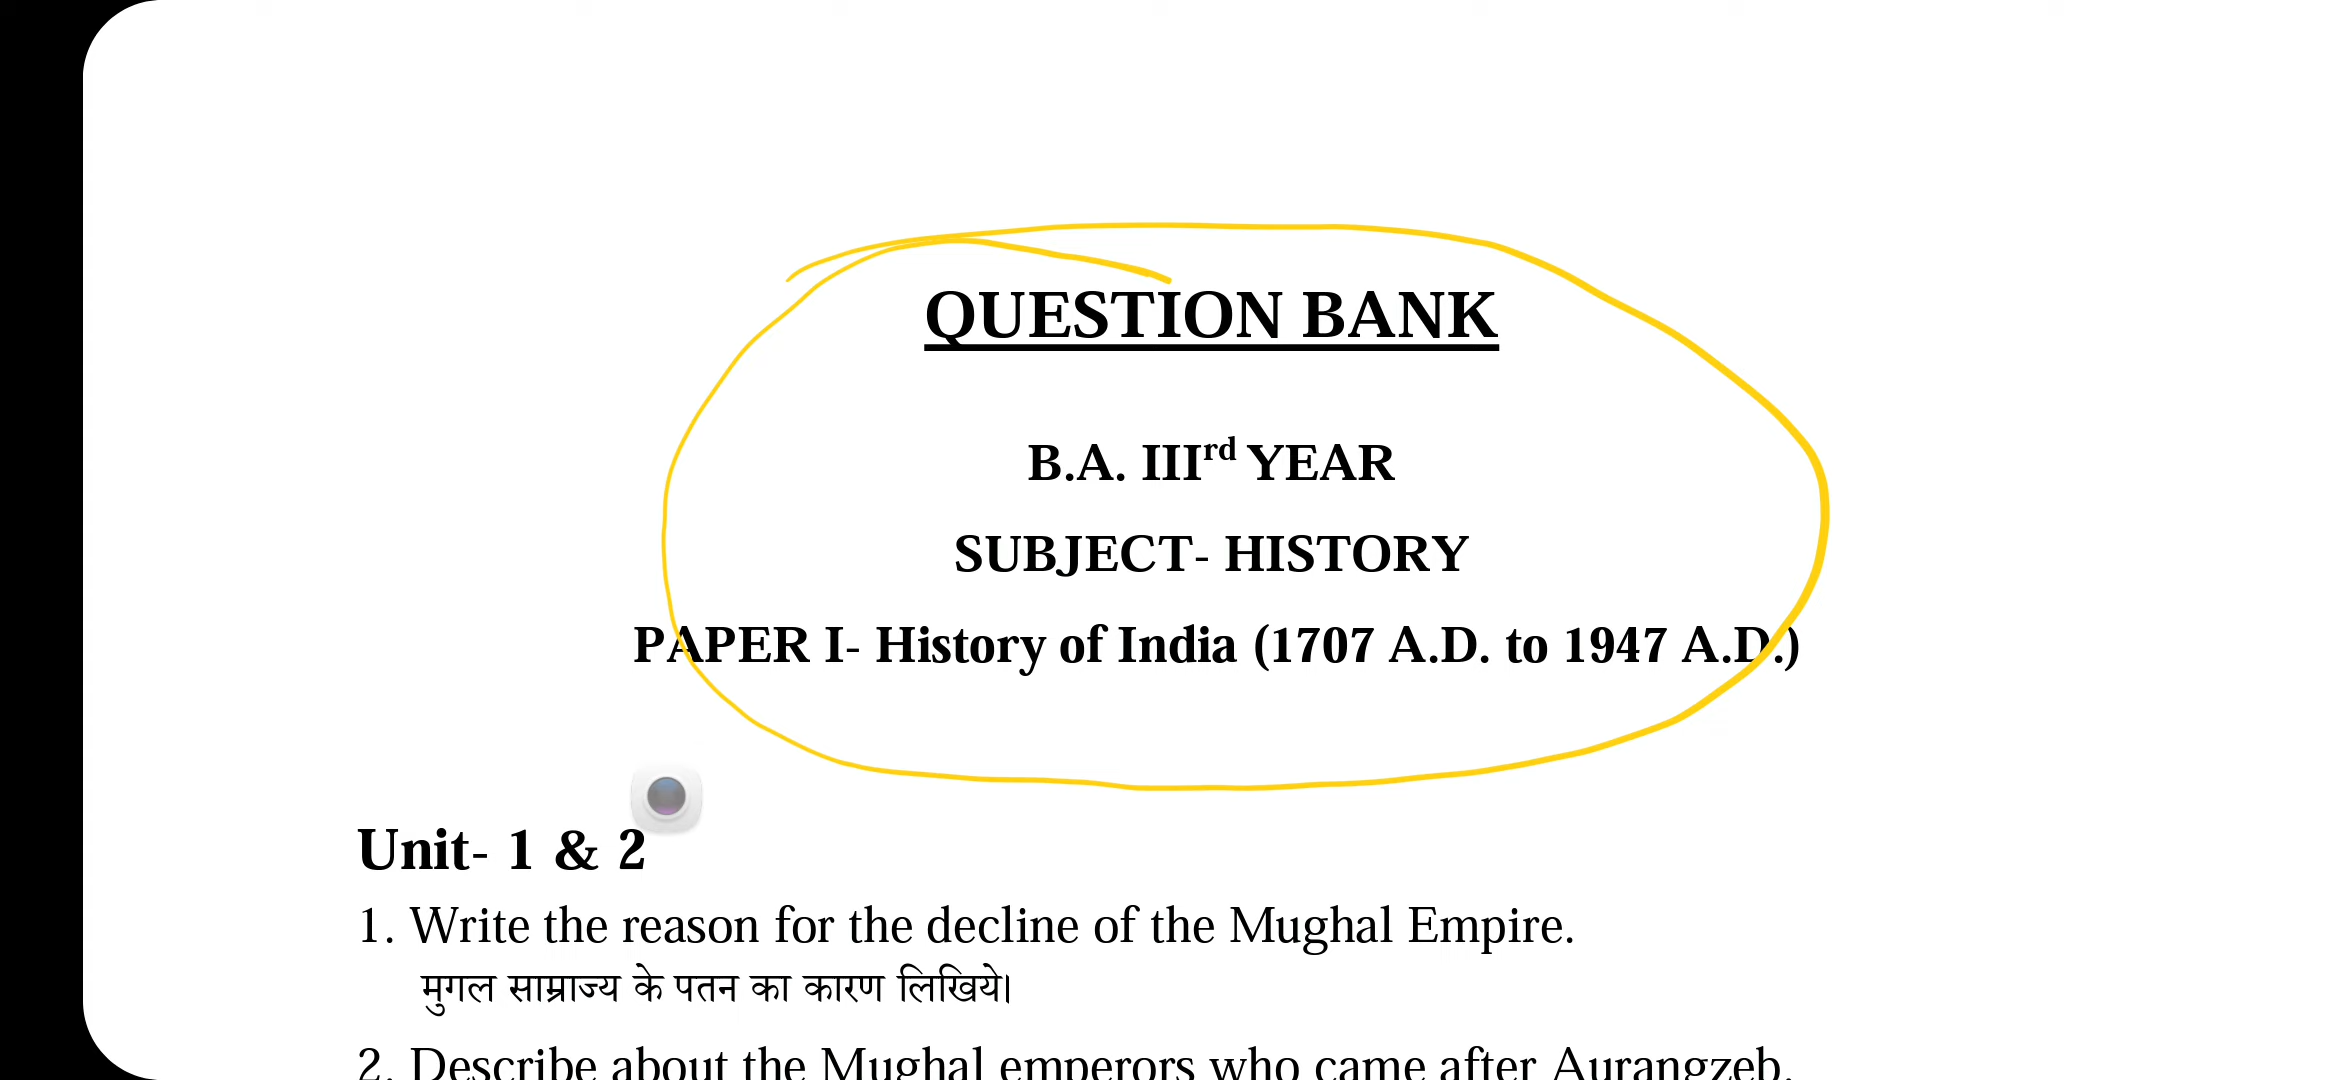 QUESTION BANK
B.A. IIIrd YEAR
SUBJECT- HISTORY
PAPER I- History of India (1707 A.D. to 1947 A.D.)
Unit- 1 & 2
1. Write the reason for the decline of the Mughal Empire.
मुगल साम्राज्य के पतन का कारण लिखिये।
2. Describe about the Mughal emperors who came after Aurangzeb.